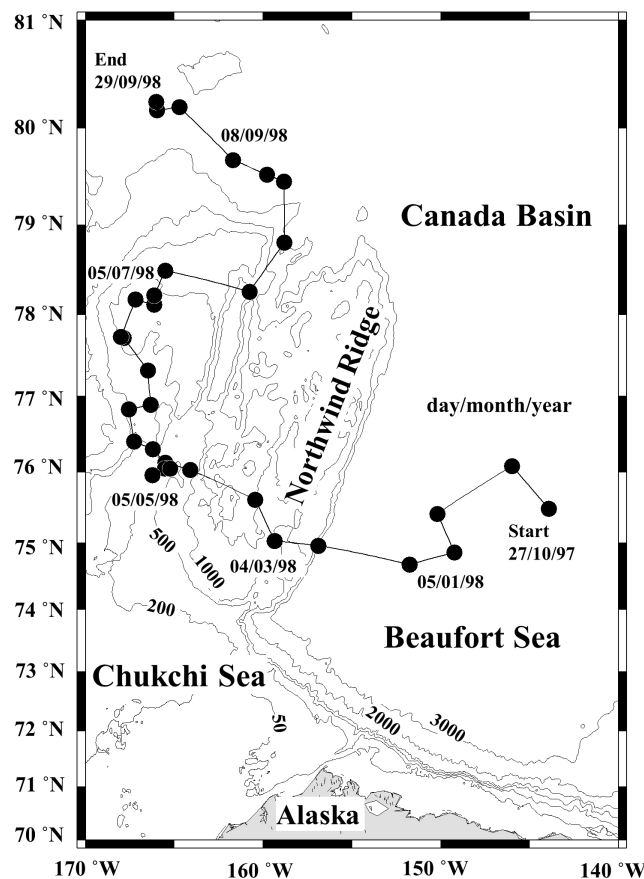 81 ˚N
End
29/09/98
80 ˚N
08/09/98
79 ˚N
Canada Basin
05/07/98
78 ˚N
Northwind Ridge
77 ˚N
day/month/year
76 ˚N
05/05/98
Start
27/10/97
75 ˚N
500
04/03/98
05/01/98
1000
74 ˚N
200
Beaufort Sea
73 ˚N
Chukchi Sea
72 ˚N
50
2000
3000
71 ˚N
Alaska
70 ˚N
170 ˚W
160 ˚W
150 ˚W
140 ˚W